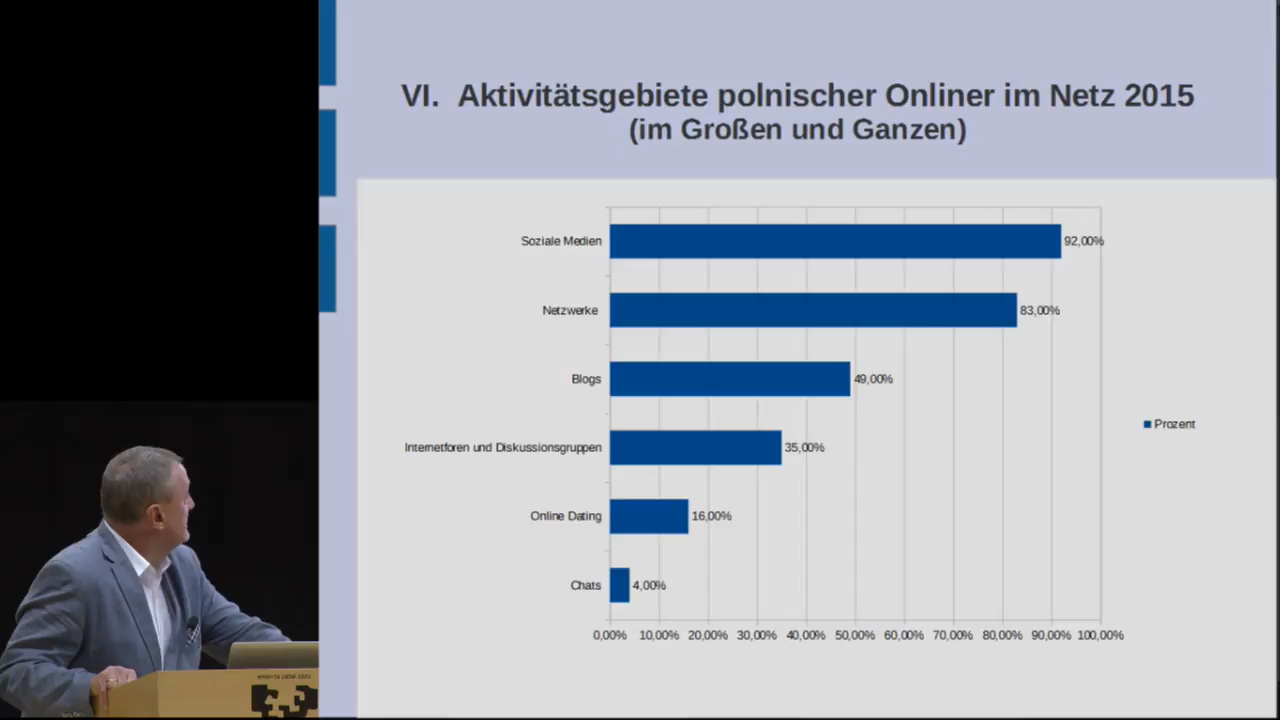 VI. Aktivitätsgebiete polnischer Onliner im Netz 2015
(im Großen und Ganzen)
Soziale Medien
92,00%
Netzwerke
83,00%
Blogs
49,00%
Prozent
Internetforen und Diskussionsgruppen
35,00%
Online Dating
16,00%
Chats
4,00%
0,00% 10,00% 20,00% 30,00% 40,00% 50,00% 60,00% 70,00% 80,00% 90,00% 100,00%